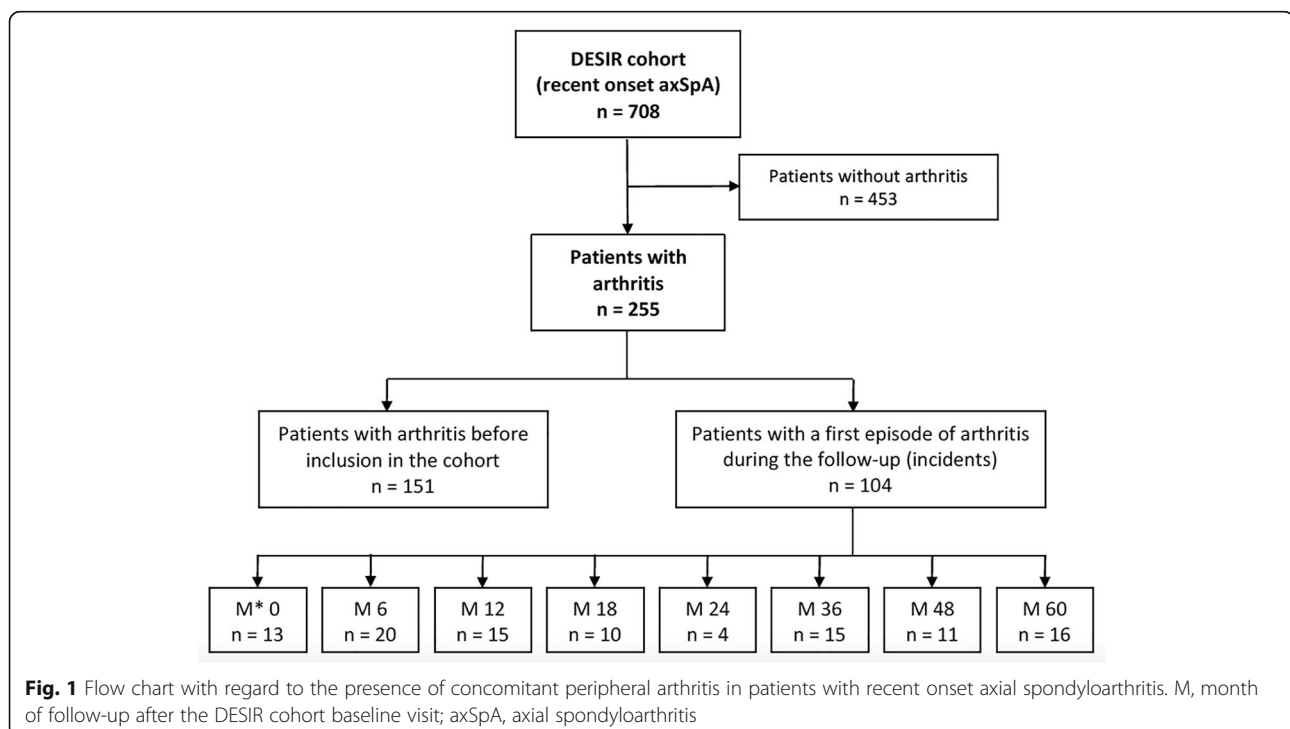 DESIR cohort
(recent onset axSpA)
n = 708
Patients without arthritis
n = 453
Patients with
arthritis
n = 255
Patients with arthritis before
inclusion in the cohort
n = 151
Patients with a first episode of arthritis
during the follow-up (incidents)
n = 104
M* 0
n = 13
M 6
n = 20
M 12
n = 15
M 18
n = 10
M 24
n = 4
M 36
n = 15
M 48
n = 11
M 60
n = 16
Fig. 1 Flow chart with regard to the presence of concomitant peripheral arthritis in patients with recent onset axial spondyloarthritis. M, month
of follow-up after the DESIR cohort baseline visit; axSpA, axial spondyloarthritis